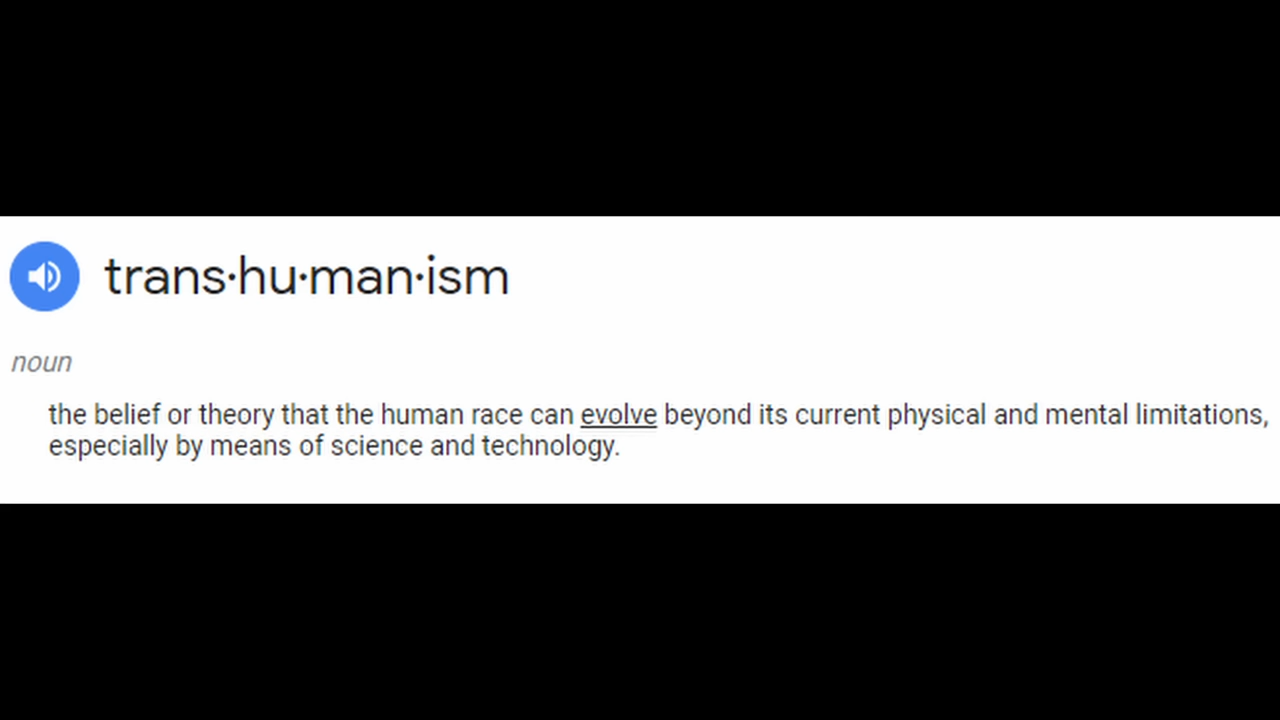 trans·hu·man·ism
noun
the belief or theory that the human race can evolve beyond its current physical and mental limitations,
especially by means of science and technology.